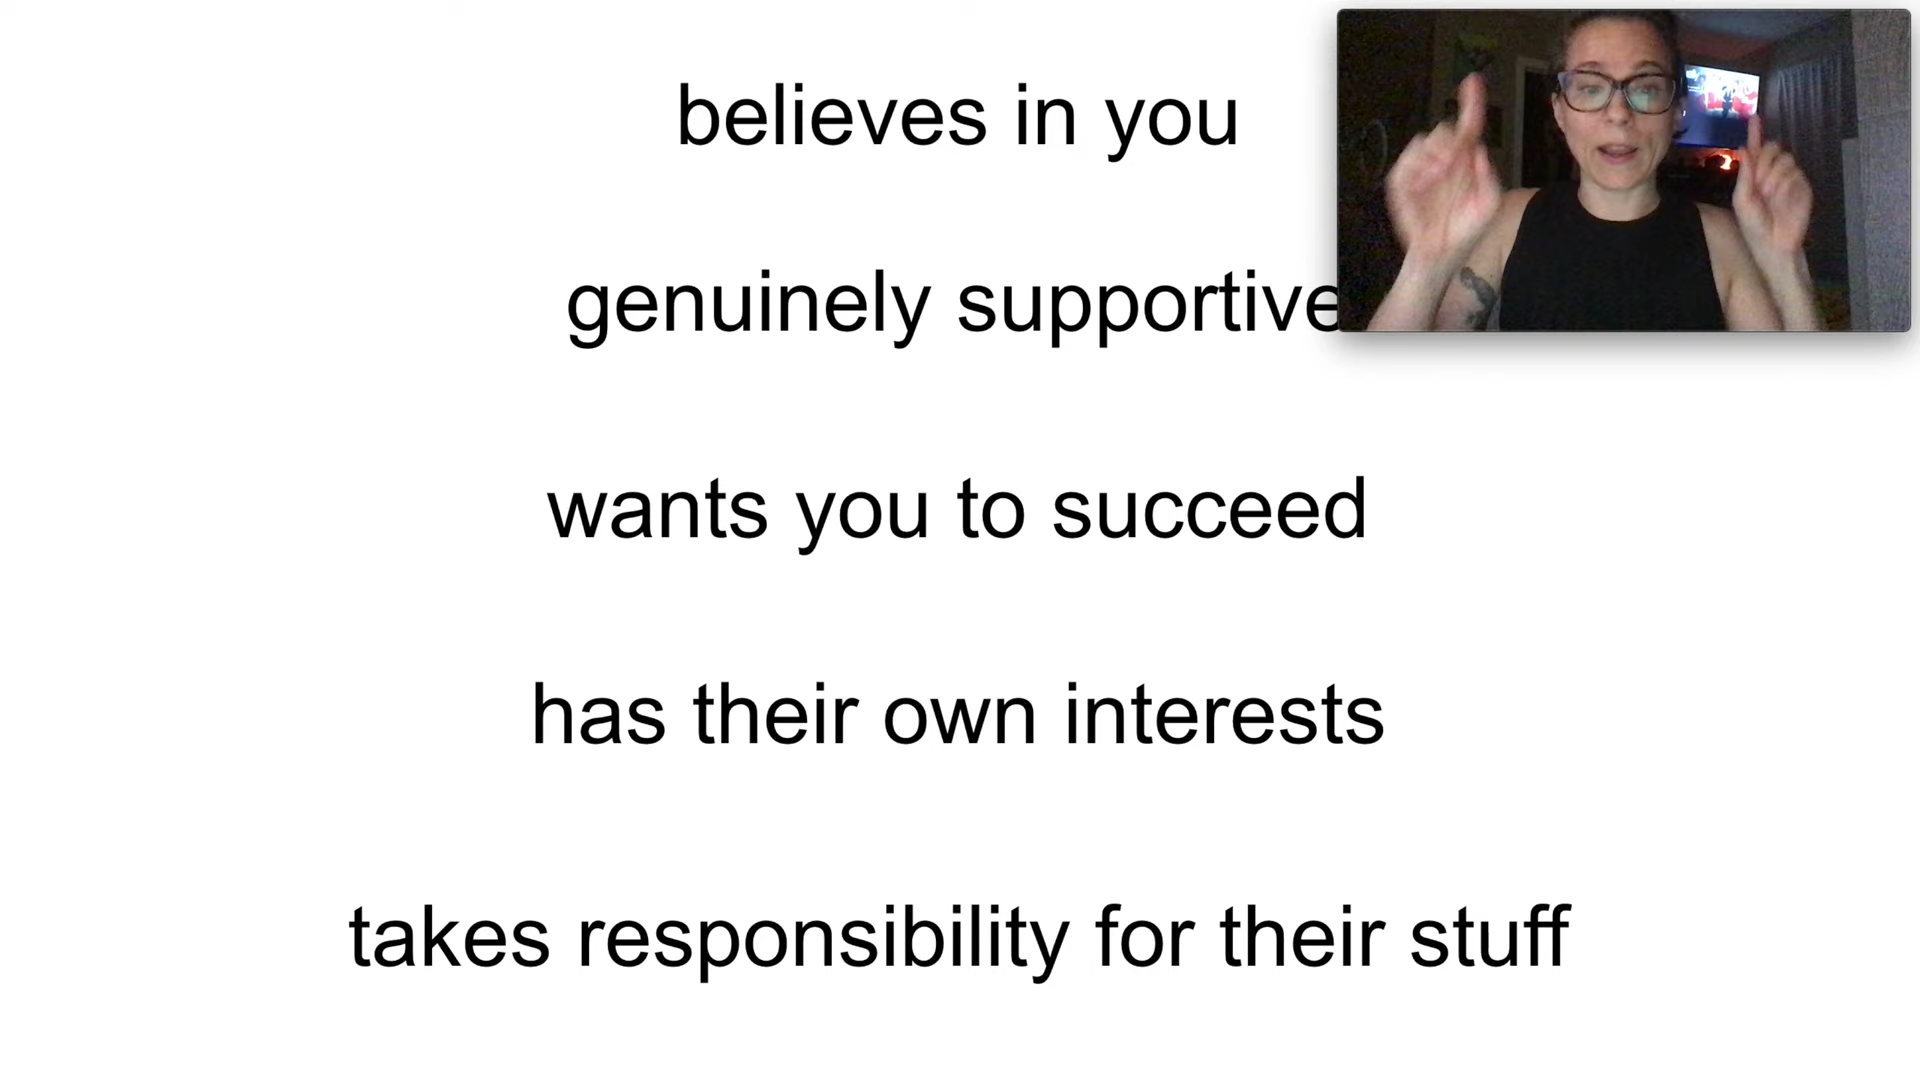 believes in you
genuinely supportive
wants you to succeed
has their own interests
takes responsibility for their stuff